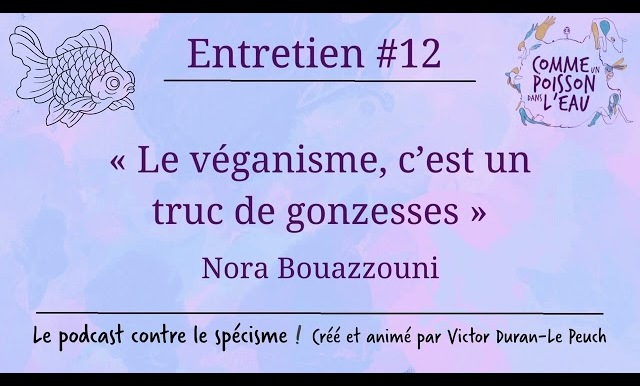 Entretien #12
COMME UN
POISSON
DANS L'EAU
« Le véganisme, c’est un
truc de gonzesses »
Nora Bouazzouni
Le podcast contre le spécisme ! Créé et animé par Victor Duran-Le Peuch